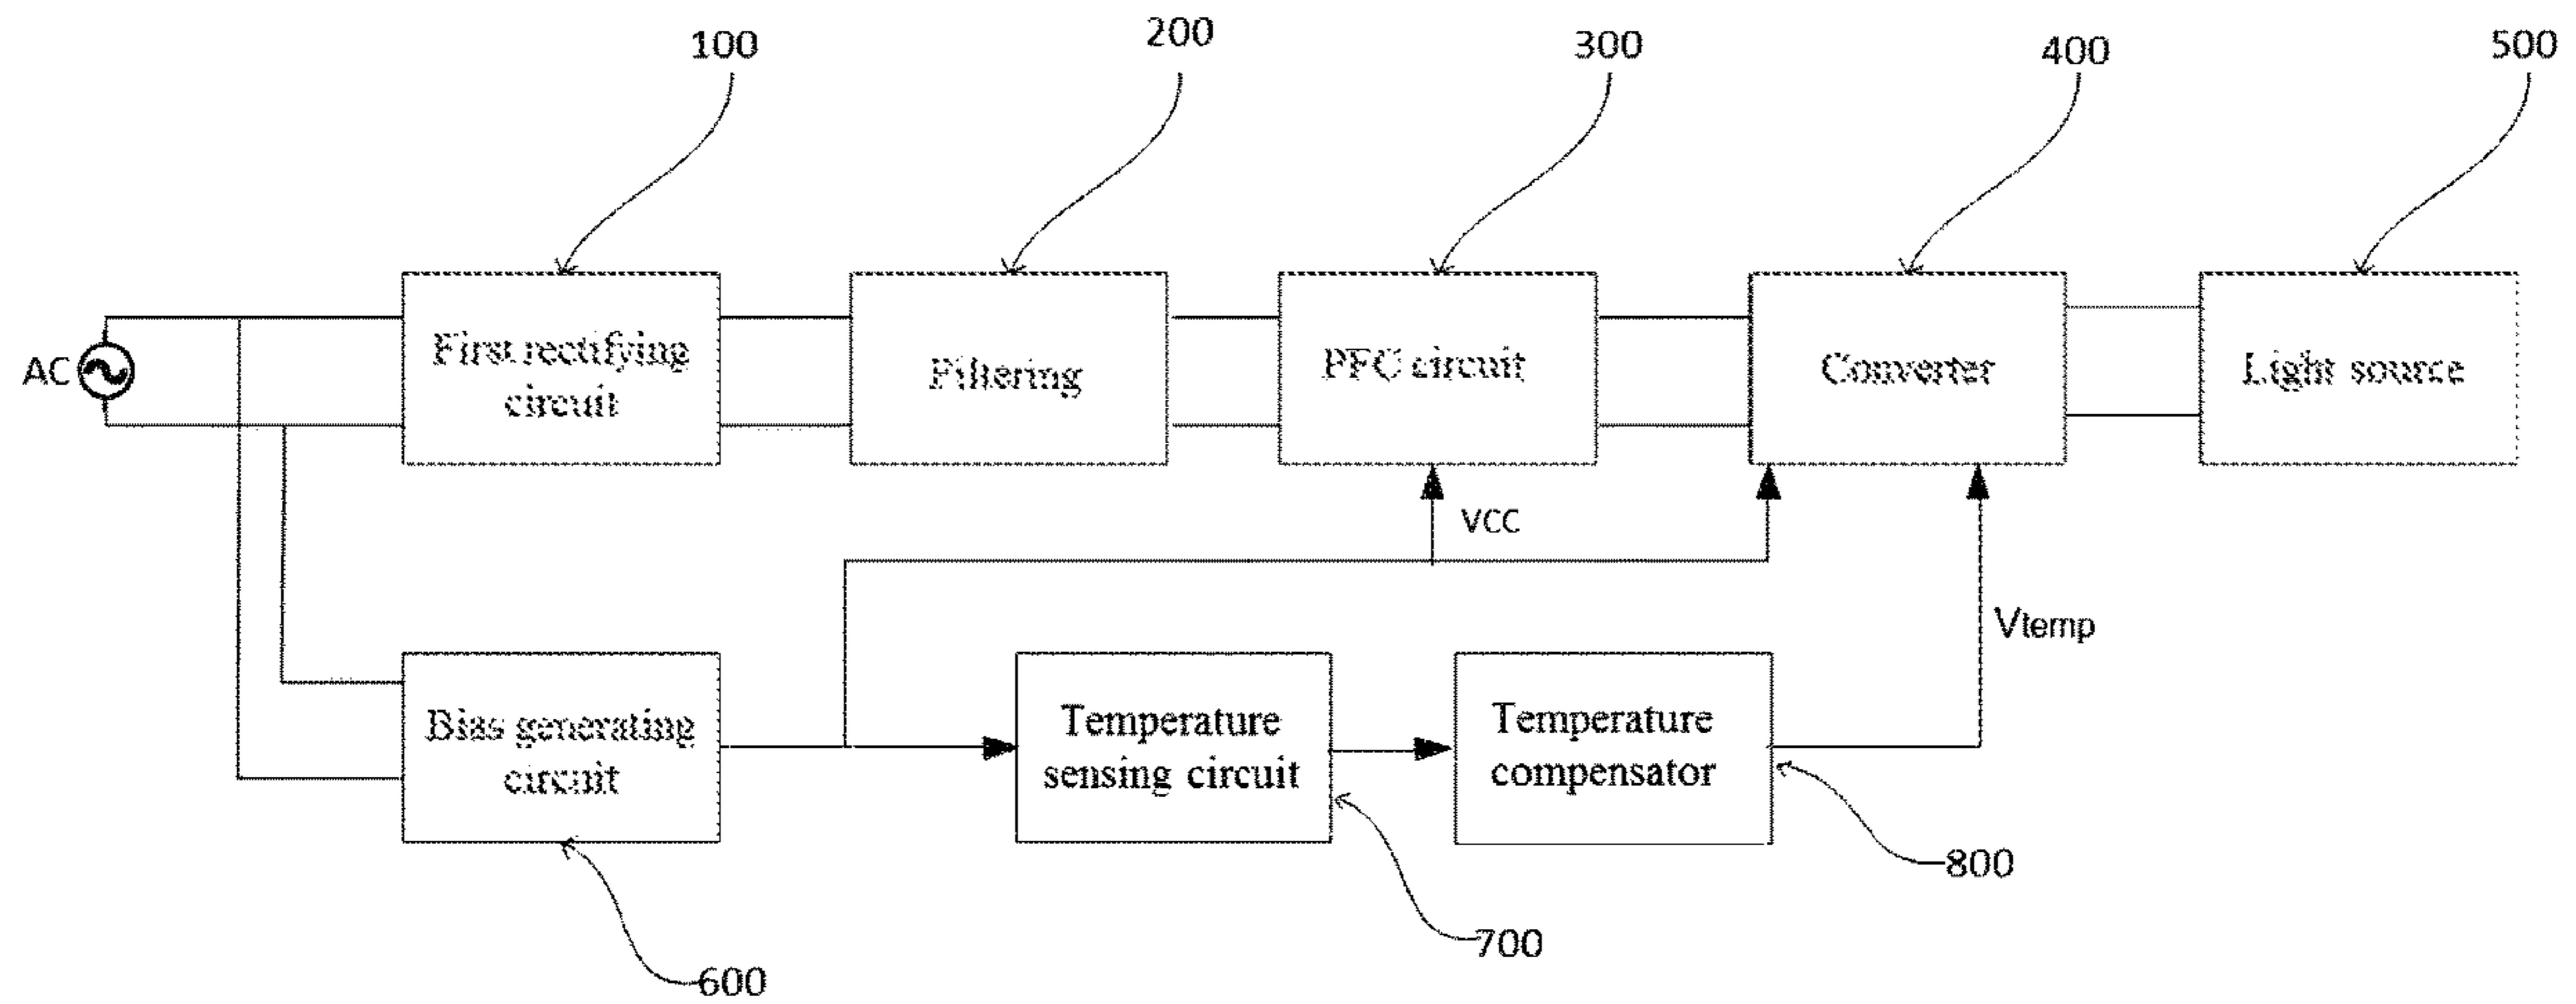 100
200
300
400
500
AC
First rectifying
circuit
Filtering
PFC circuit
Converter
Light source
VCC
Vtemp
Bias generating
circuit
Temperature
sensing circuit
Temperature
compensator
800
700
600